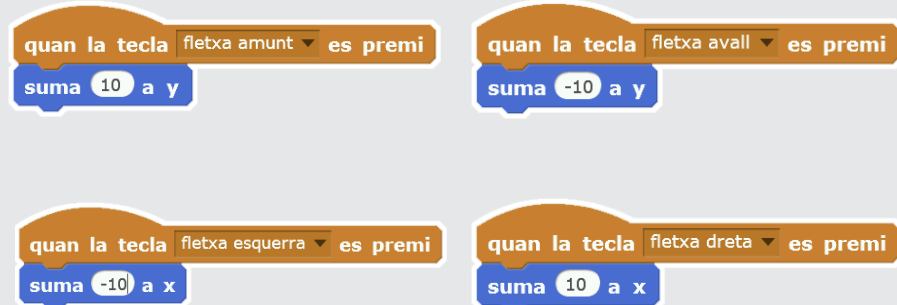 quan la tecla fletxa amunt es premi
suma 10 a y
quan la tecla fletxa avall es premi
suma -10 a y
quan la tecla fletxa esquerra es premi
suma -10 a x
quan la tecla fletxa dreta es premi
suma 10 a x